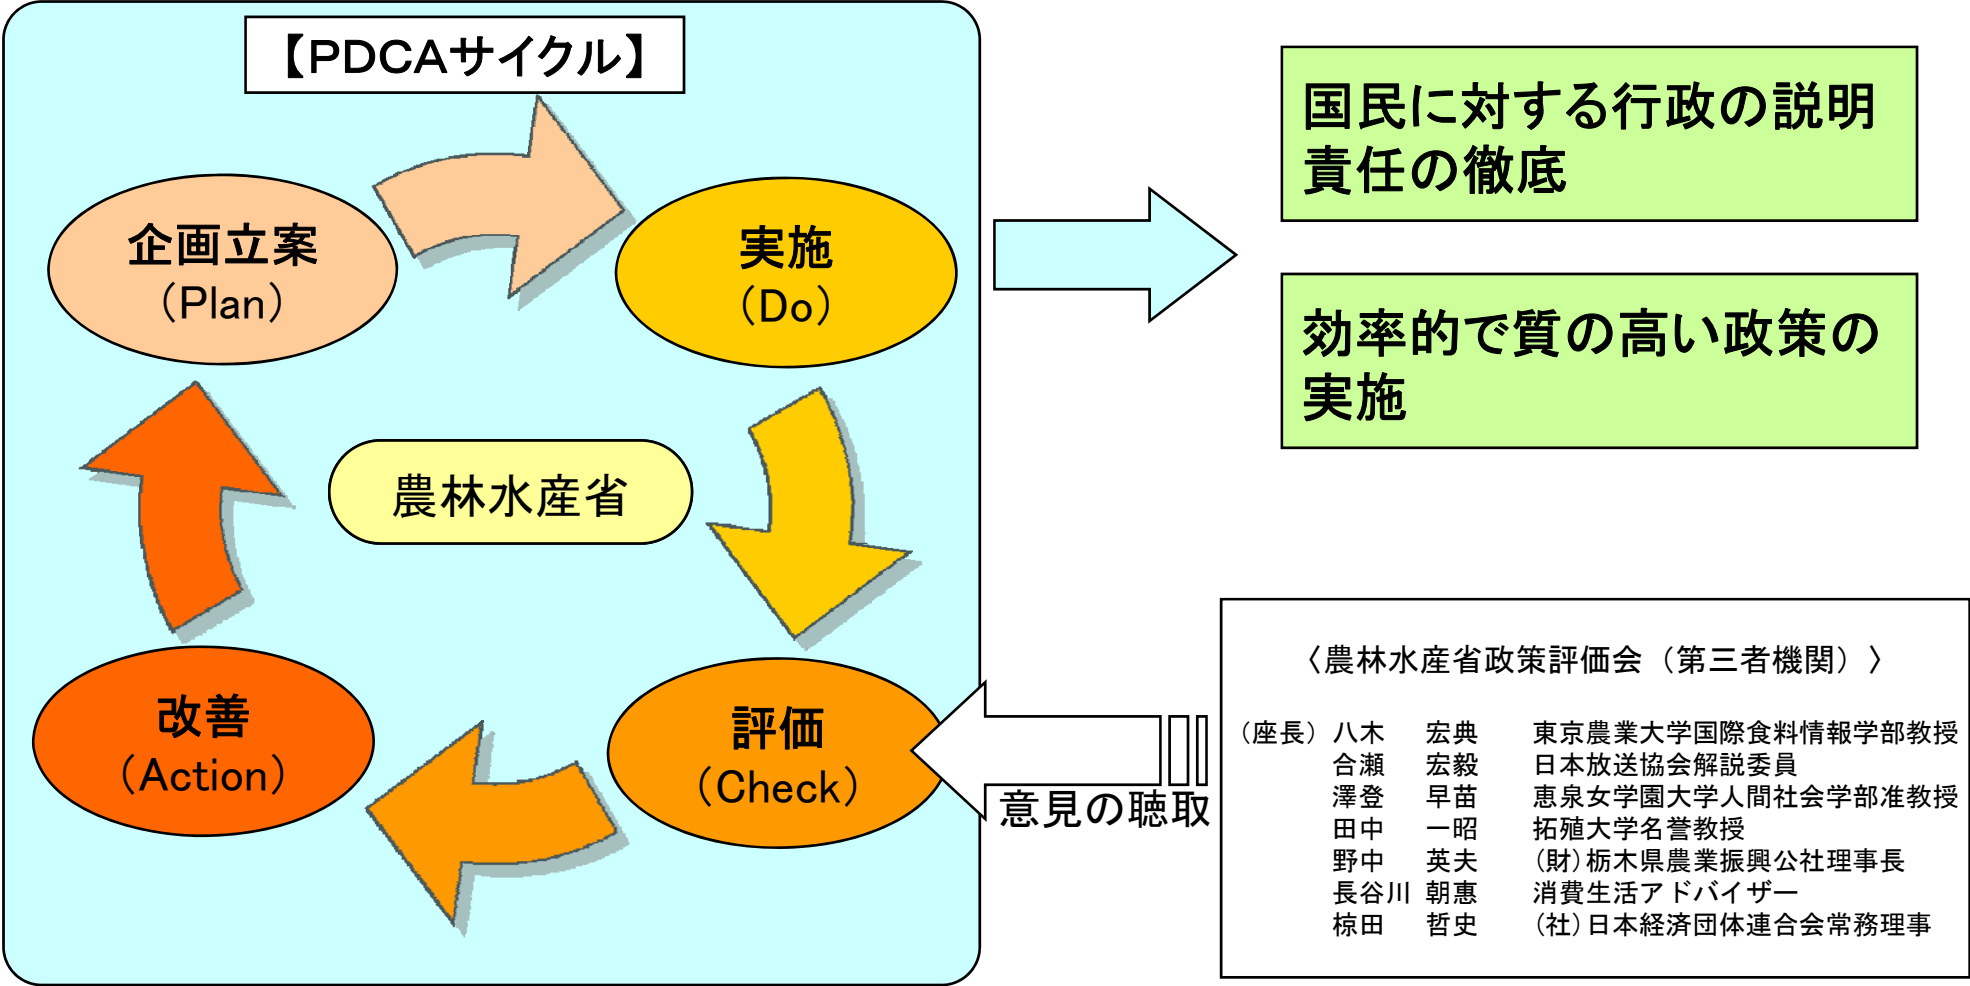 【PDCAサイクル】
企画立案
（Plan）
実施
（Do）
農林水産省
改善
（Action）
評価
（Check）
国民に対する行政の説明
責任の徹底
効率的で質の高い政策の
実施
意見の聴取
〈農林水産省政策評価会（第三者機関）〉
（座長）八木　宏典　東京農業大学国際食料情報学部教授
合瀬　宏毅　日本放送協会解説委員
澤登　早苗　恵泉女学園大学人間社会学部准教授
田中　一昭　拓殖大学名誉教授
野中　英夫　（財）栃木県農業振興公社理事長
長谷川　朝惠　消費生活アドバイザー
椋田　哲史　（社）日本経済団体連合会常務理事